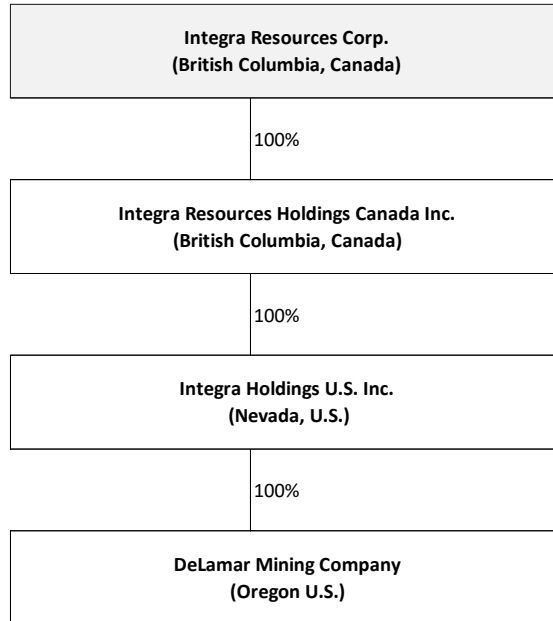 Integra Resources Corp.
(British Columbia, Canada)
100%
Integra Resources Holdings Canada Inc.
(British Columbia, Canada)
100%
Integra Holdings U.S. Inc.
(Nevada, U.S.)
100%
DeLamar Mining Company
(Oregon U.S.)